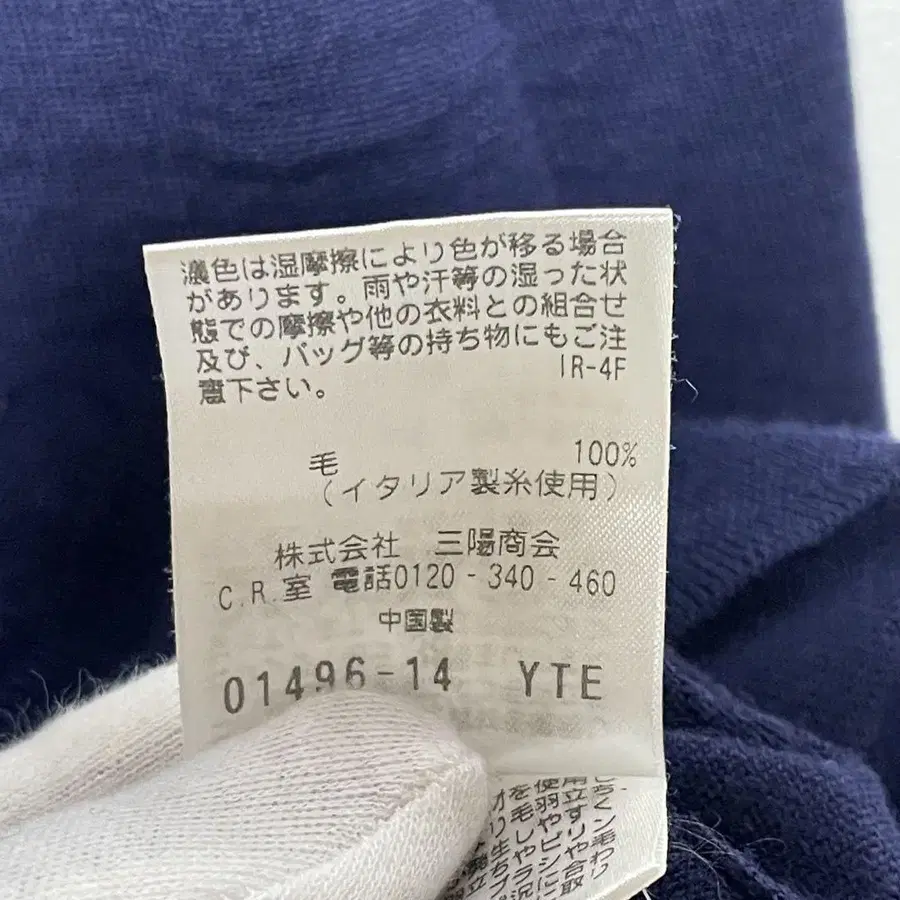 濃色は湿摩擦により色が移る場合
があります。雨や汗等の湿った状
態での摩擦や他の衣料との組合せ
及び、バッグ等の持ち物にもご注
意下さい。 IR-4F
毛 100%
(イタリア製糸使用)
株式会社 三陽商会
C.R.室 電話0120-340-460
中国製
01496-14 YTE